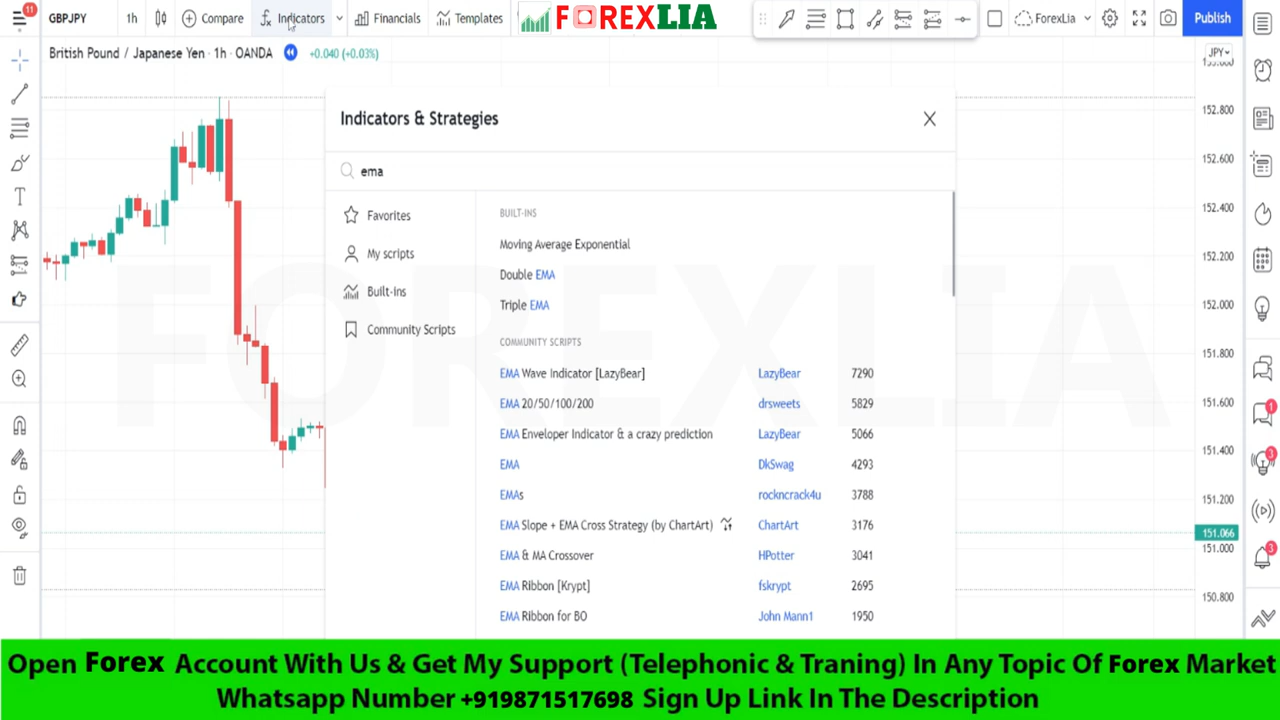 11
GBPJPY 1h Compare Indicators Financials Templates FOREXLIA ForexLia Publish
British Pound / Japanese Yen · 1h · OANDA +0.040 (+0.03%) JPY
152.800
152.600
152.400
152.200
152.000
151.800
151.600
151.400
151.200
151.066
151.000
150.800
Indicators & Strategies
ema
Favorites
My scripts
Built-Ins
Community Scripts
BUILT-INS
Moving Average Exponential
Double EMA
Triple EMA
COMMUNITY SCRIPTS
EMA Wave Indicator [LazyBear] LazyBear 7290
EMA 20/50/100/200 drsweets 5829
EMA Enveloper Indicator & a crazy prediction LazyBear 5066
EMA DkSwag 4293
EMAs rockncrack4u 3788
EMA Slope + EMA Cross Strategy (by ChartArt) ChartArt 3176
EMA & MA Crossover HPotter 3041
EMA Ribbon [Krypt] fskrypt 2695
EMA Ribbon for BO John Mann1 1950
1
3
3
FOREXLIA
Open Forex Account With Us & Get My Support (Telephonic & Traning) In Any Topic Of Forex Market
Whatsapp Number +919871517698 Sign Up Link In The Description